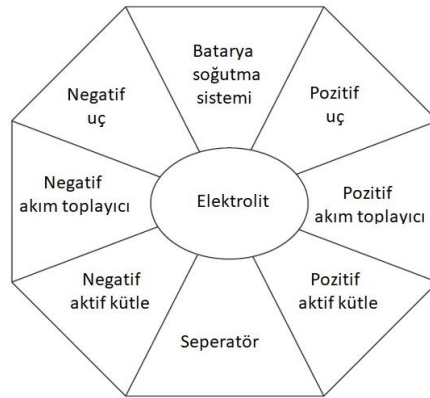 Batarya
soğutma
sistemi
Negatif
uç
Pozitif
uç
Negatif
akım toplayıcı
Elektrolit
Pozitif
akım toplayıcı
Negatif
aktif kütle
Pozitif
aktif kütle
Seperatör